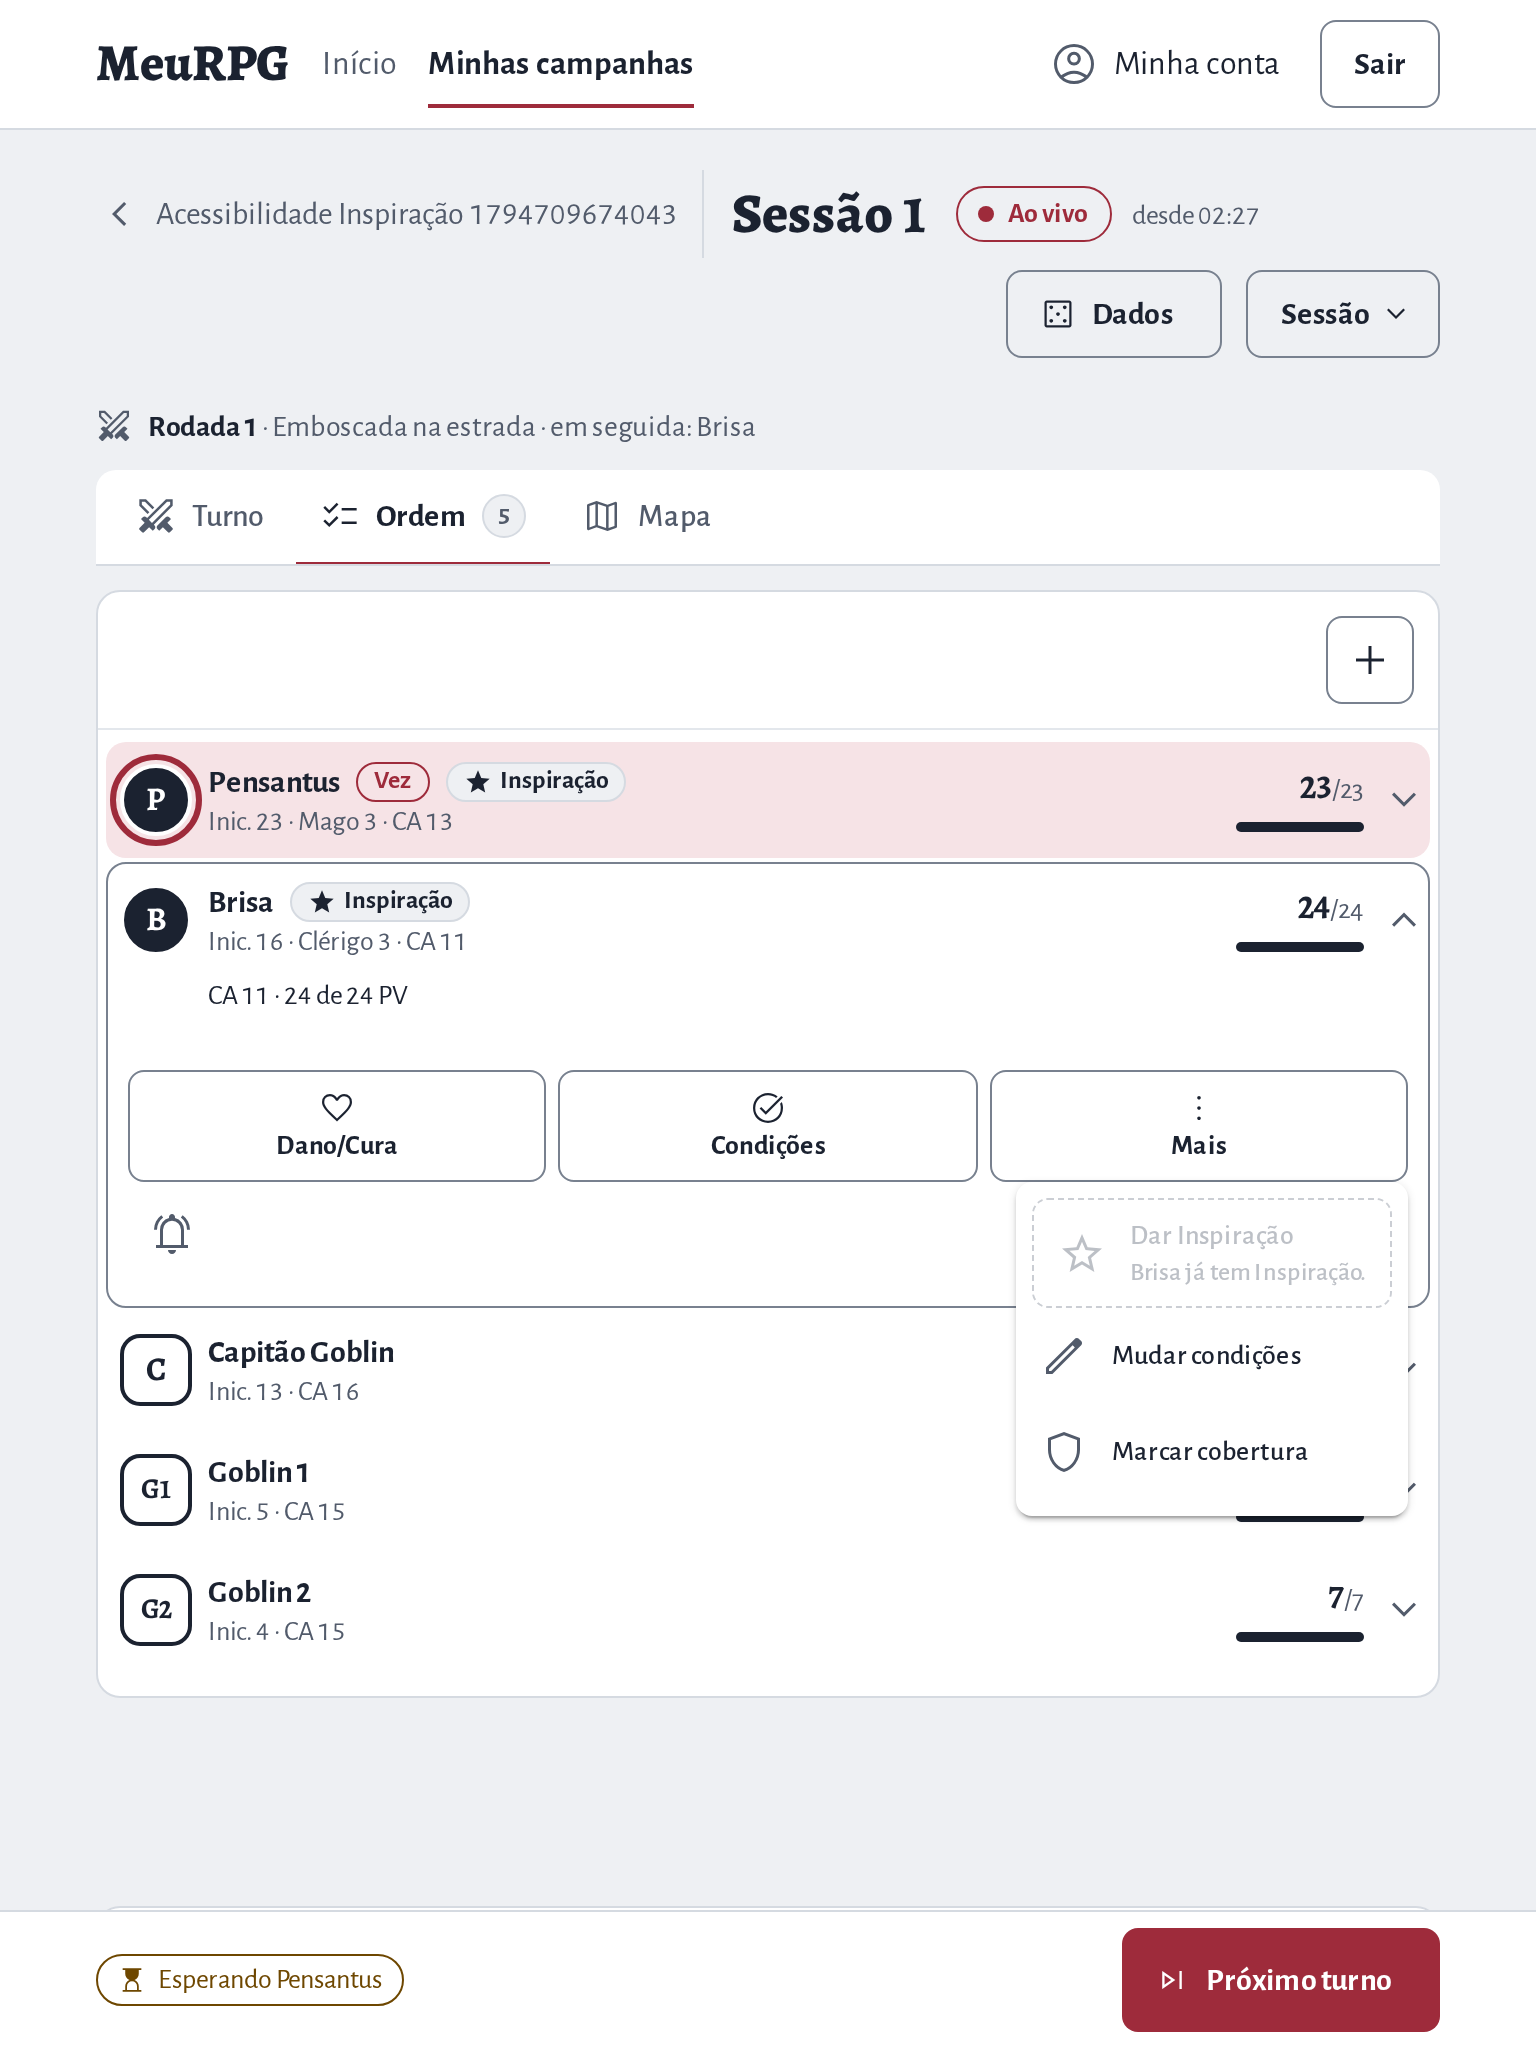 MeuRPG
Início
Minhas campanhas
Minha conta
Sair
Acessibilidade Inspiração 1794709674043
Sessão 1
Ao vivo
desde 02:27
Dados
Sessão
Rodada 1 · Emboscada na estrada · em seguida: Brisa
Turno
Ordem
5
Mapa
P
Pensantus
Vez
Inspiração
Inic. 23 · Mago 3 · CA 13
23/23
B
Brisa
Inspiração
Inic. 16 · Clérigo 3 · CA 11
24/24
CA 11 · 24 de 24 PV
Dano/Cura
Condições
Mais
Dar Inspiração
Brisa já tem Inspiração.
Mudar condições
Marcar cobertura
C
Capitão Goblin
Inic. 13 · CA 16
G1
Goblin 1
Inic. 5 · CA 15
G2
Goblin 2
Inic. 4 · CA 15
7/7
Esperando Pensantus
Próximo turno